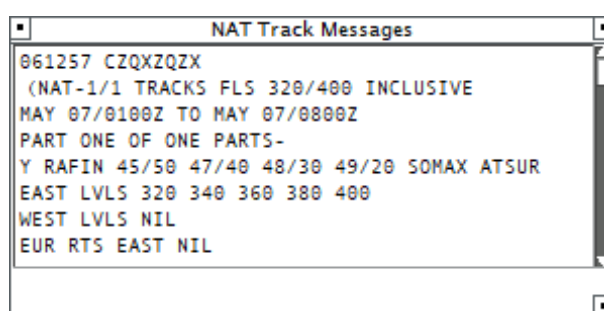 NAT Track Messages
061257 CZQXZQZX
(NAT-1/1 TRACKS FLS 320/400 INCLUSIVE
MAY 07/0100Z TO MAY 07/0800Z
PART ONE OF ONE PARTS-
Y RAFIN 45/50 47/40 48/30 49/20 SOMAX ATSUR
EAST LVLS 320 340 360 380 400
WEST LVLS NIL
EUR RTS EAST NIL